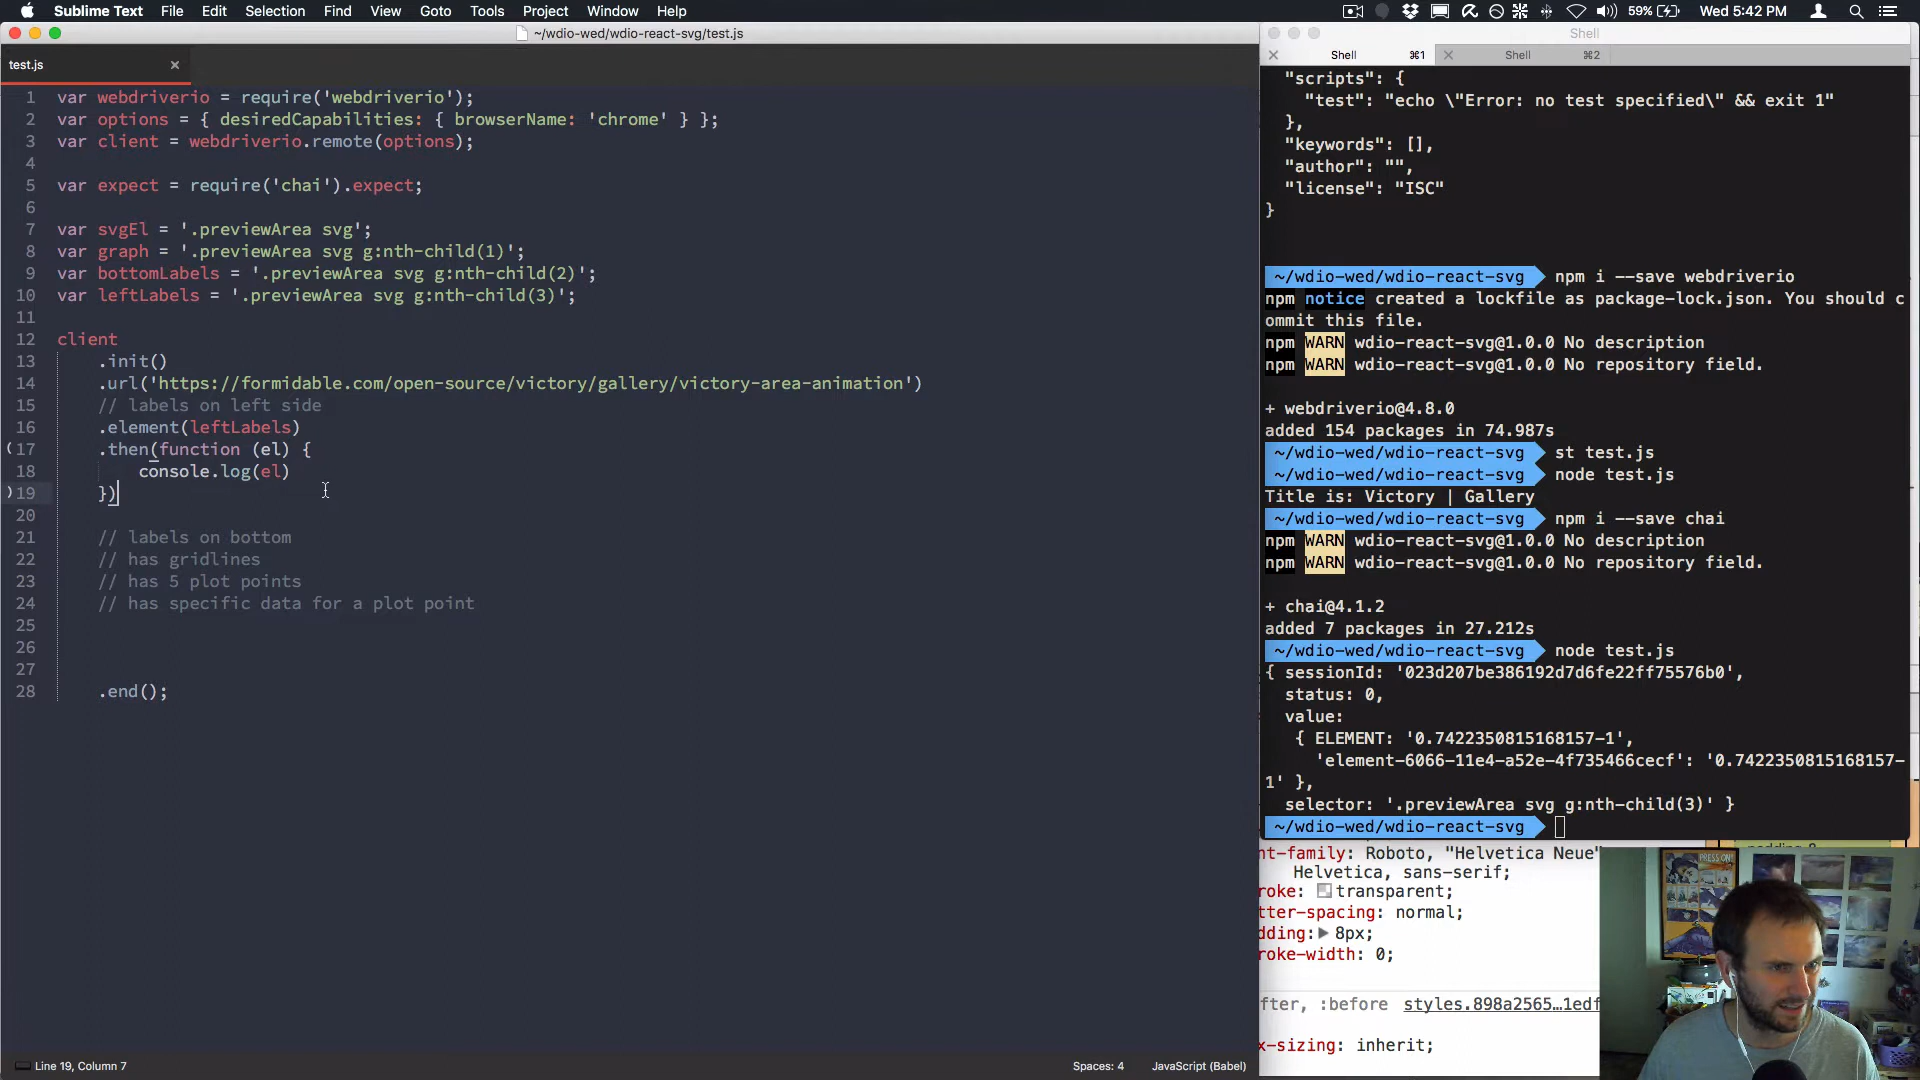 Sublime Text File Edit Selection Find View Goto Tools Project Window Help 59% Wed 5:42 PM
~/wdio-wed/wdio-react-svg/test.js
test.js
1 var webdriverio = require('webdriverio');
2 var options = { desiredCapabilities: { browserName: 'chrome' } };
3 var client = webdriverio.remote(options);
4
5 var expect = require('chai').expect;
6
7 var svgEl = '.previewArea svg';
8 var graph = '.previewArea svg g:nth-child(1)';
9 var bottomLabels = '.previewArea svg g:nth-child(2)';
10 var leftLabels = '.previewArea svg g:nth-child(3)';
11
12 client
13 .init()
14 .url('https://formidable.com/open-source/victory/gallery/victory-area-animation')
15 // labels on left side
16 .element(leftLabels)
17 .then(function (el) {
18 console.log(el)
19 })
20
21 // labels on bottom
22 // has gridlines
23 // has 5 plot points
24 // has specific data for a plot point
25
26
27
28 .end();
Line 19, Column 7 Spaces: 4 JavaScript (Babel)
Shell
Shell ⌘1 Shell ⌘2
"scripts": {
"test": "echo \"Error: no test specified\" && exit 1"
},
"keywords": [],
"author": "",
"license": "ISC"
}
~/wdio-wed/wdio-react-svg npm i --save webdriverio
npm notice created a lockfile as package-lock.json. You should c
ommit this file.
npm WARN wdio-react-svg@1.0.0 No description
npm WARN wdio-react-svg@1.0.0 No repository field.
+ webdriverio@4.8.0
added 154 packages in 74.987s
~/wdio-wed/wdio-react-svg st test.js
~/wdio-wed/wdio-react-svg node test.js
Title is: Victory | Gallery
~/wdio-wed/wdio-react-svg npm i --save chai
npm WARN wdio-react-svg@1.0.0 No description
npm WARN wdio-react-svg@1.0.0 No repository field.
+ chai@4.1.2
added 7 packages in 27.212s
~/wdio-wed/wdio-react-svg node test.js
{ sessionId: '023d207be386192d7d6fe22ff75576b0',
status: 0,
value:
{ ELEMENT: '0.7422350815168157-1',
'element-6066-11e4-a52e-4f735466cecf': '0.7422350815168157-
1' },
selector: '.previewArea svg g:nth-child(3)' }
~/wdio-wed/wdio-react-svg
nt-family: Roboto, "Helvetica Neue"
Helvetica, sans-serif;
roke: transparent;
tter-spacing: normal;
dding: 8px;
roke-width: 0;
fter, :before styles.898a2565…1edf
x-sizing: inherit;
PRESS ON!